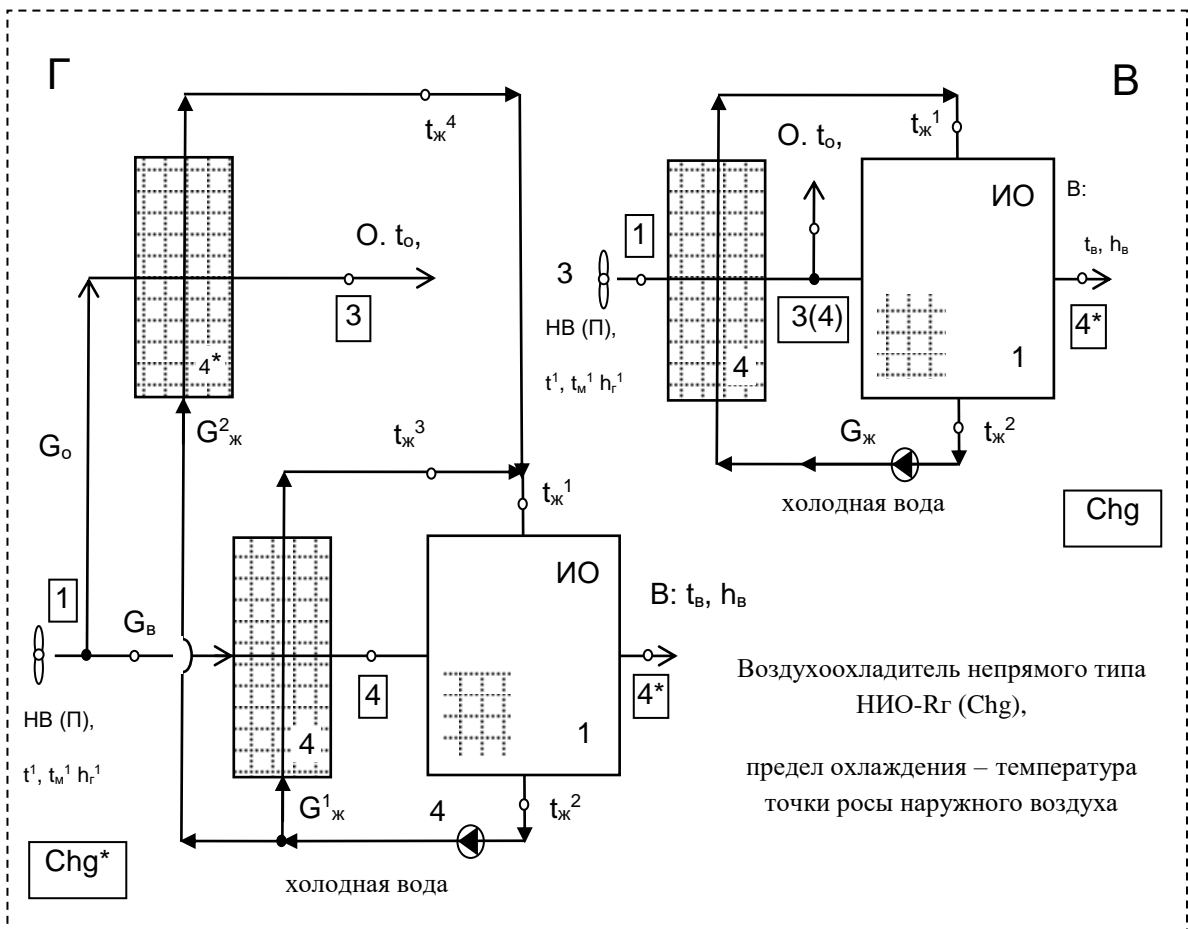 Г
В
tж⁴
tж¹
О. tо,
О. tо,
ИО
В:
1
tв, hв
3
3
3(4)
4*
4*
НВ (П),
4
1
t¹, tм¹ hг¹
G²ж
tж³
Gж
tж²
Gо
tж¹
холодная вода
Chg
ИО
1
Gв
В: tв, hв
4
4*
Воздухоохладитель непрямого типа
НИО-Rг (Chg),
НВ (П),
4
1
t¹, tм¹ hг¹
предел охлаждения – температура
точки росы наружного воздуха
G¹ж
4
tж²
Chg*
холодная вода